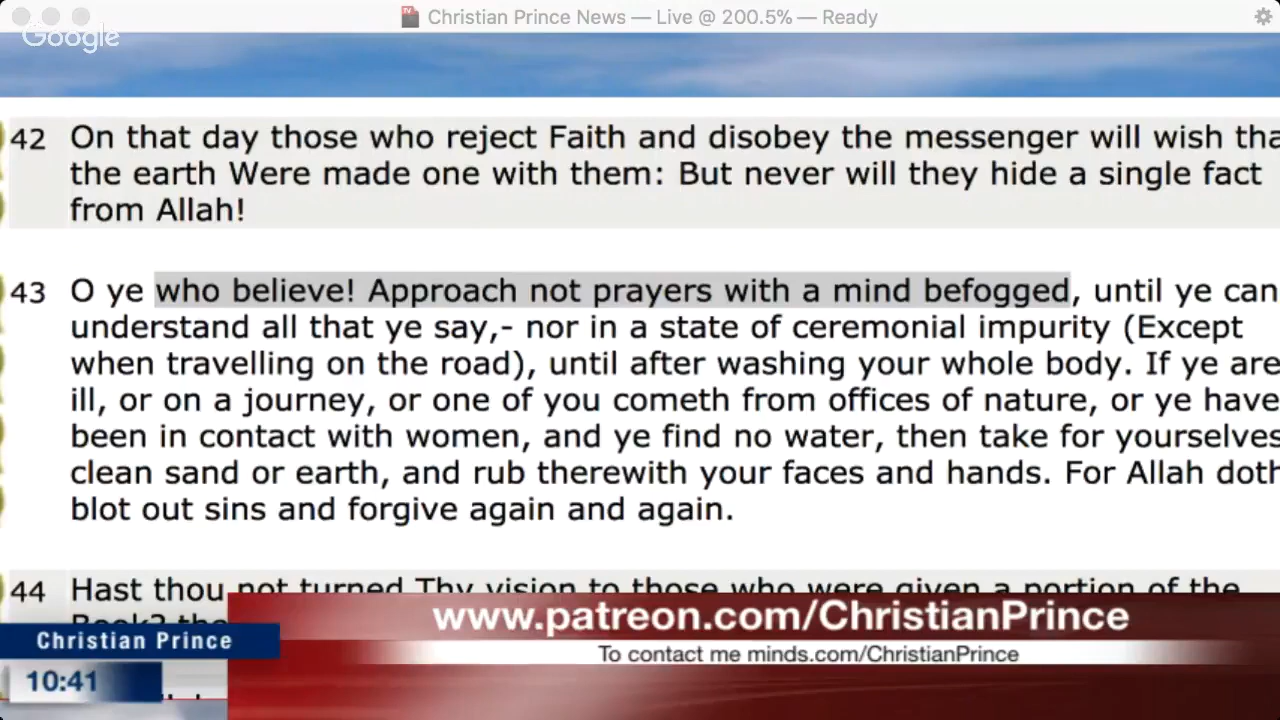 Christian Prince News — Live @ 200.5% — Ready
Google
42 On that day those who reject Faith and disobey the messenger will wish tha
the earth Were made one with them: But never will they hide a single fact
from Allah!
43 O ye who believe! Approach not prayers with a mind befogged, until ye can
understand all that ye say,- nor in a state of ceremonial impurity (Except
when travelling on the road), until after washing your whole body. If ye are
ill, or on a journey, or one of you cometh from offices of nature, or ye have
been in contact with women, and ye find no water, then take for yourselves
clean sand or earth, and rub therewith your faces and hands. For Allah doth
blot out sins and forgive again and again.
44 Hast thou not turned Thy vision to those who were given a portion of the
Book? the
www.patreon.com/ChristianPrince
Christian Prince
To contact me minds.com/ChristianPrince
10:41